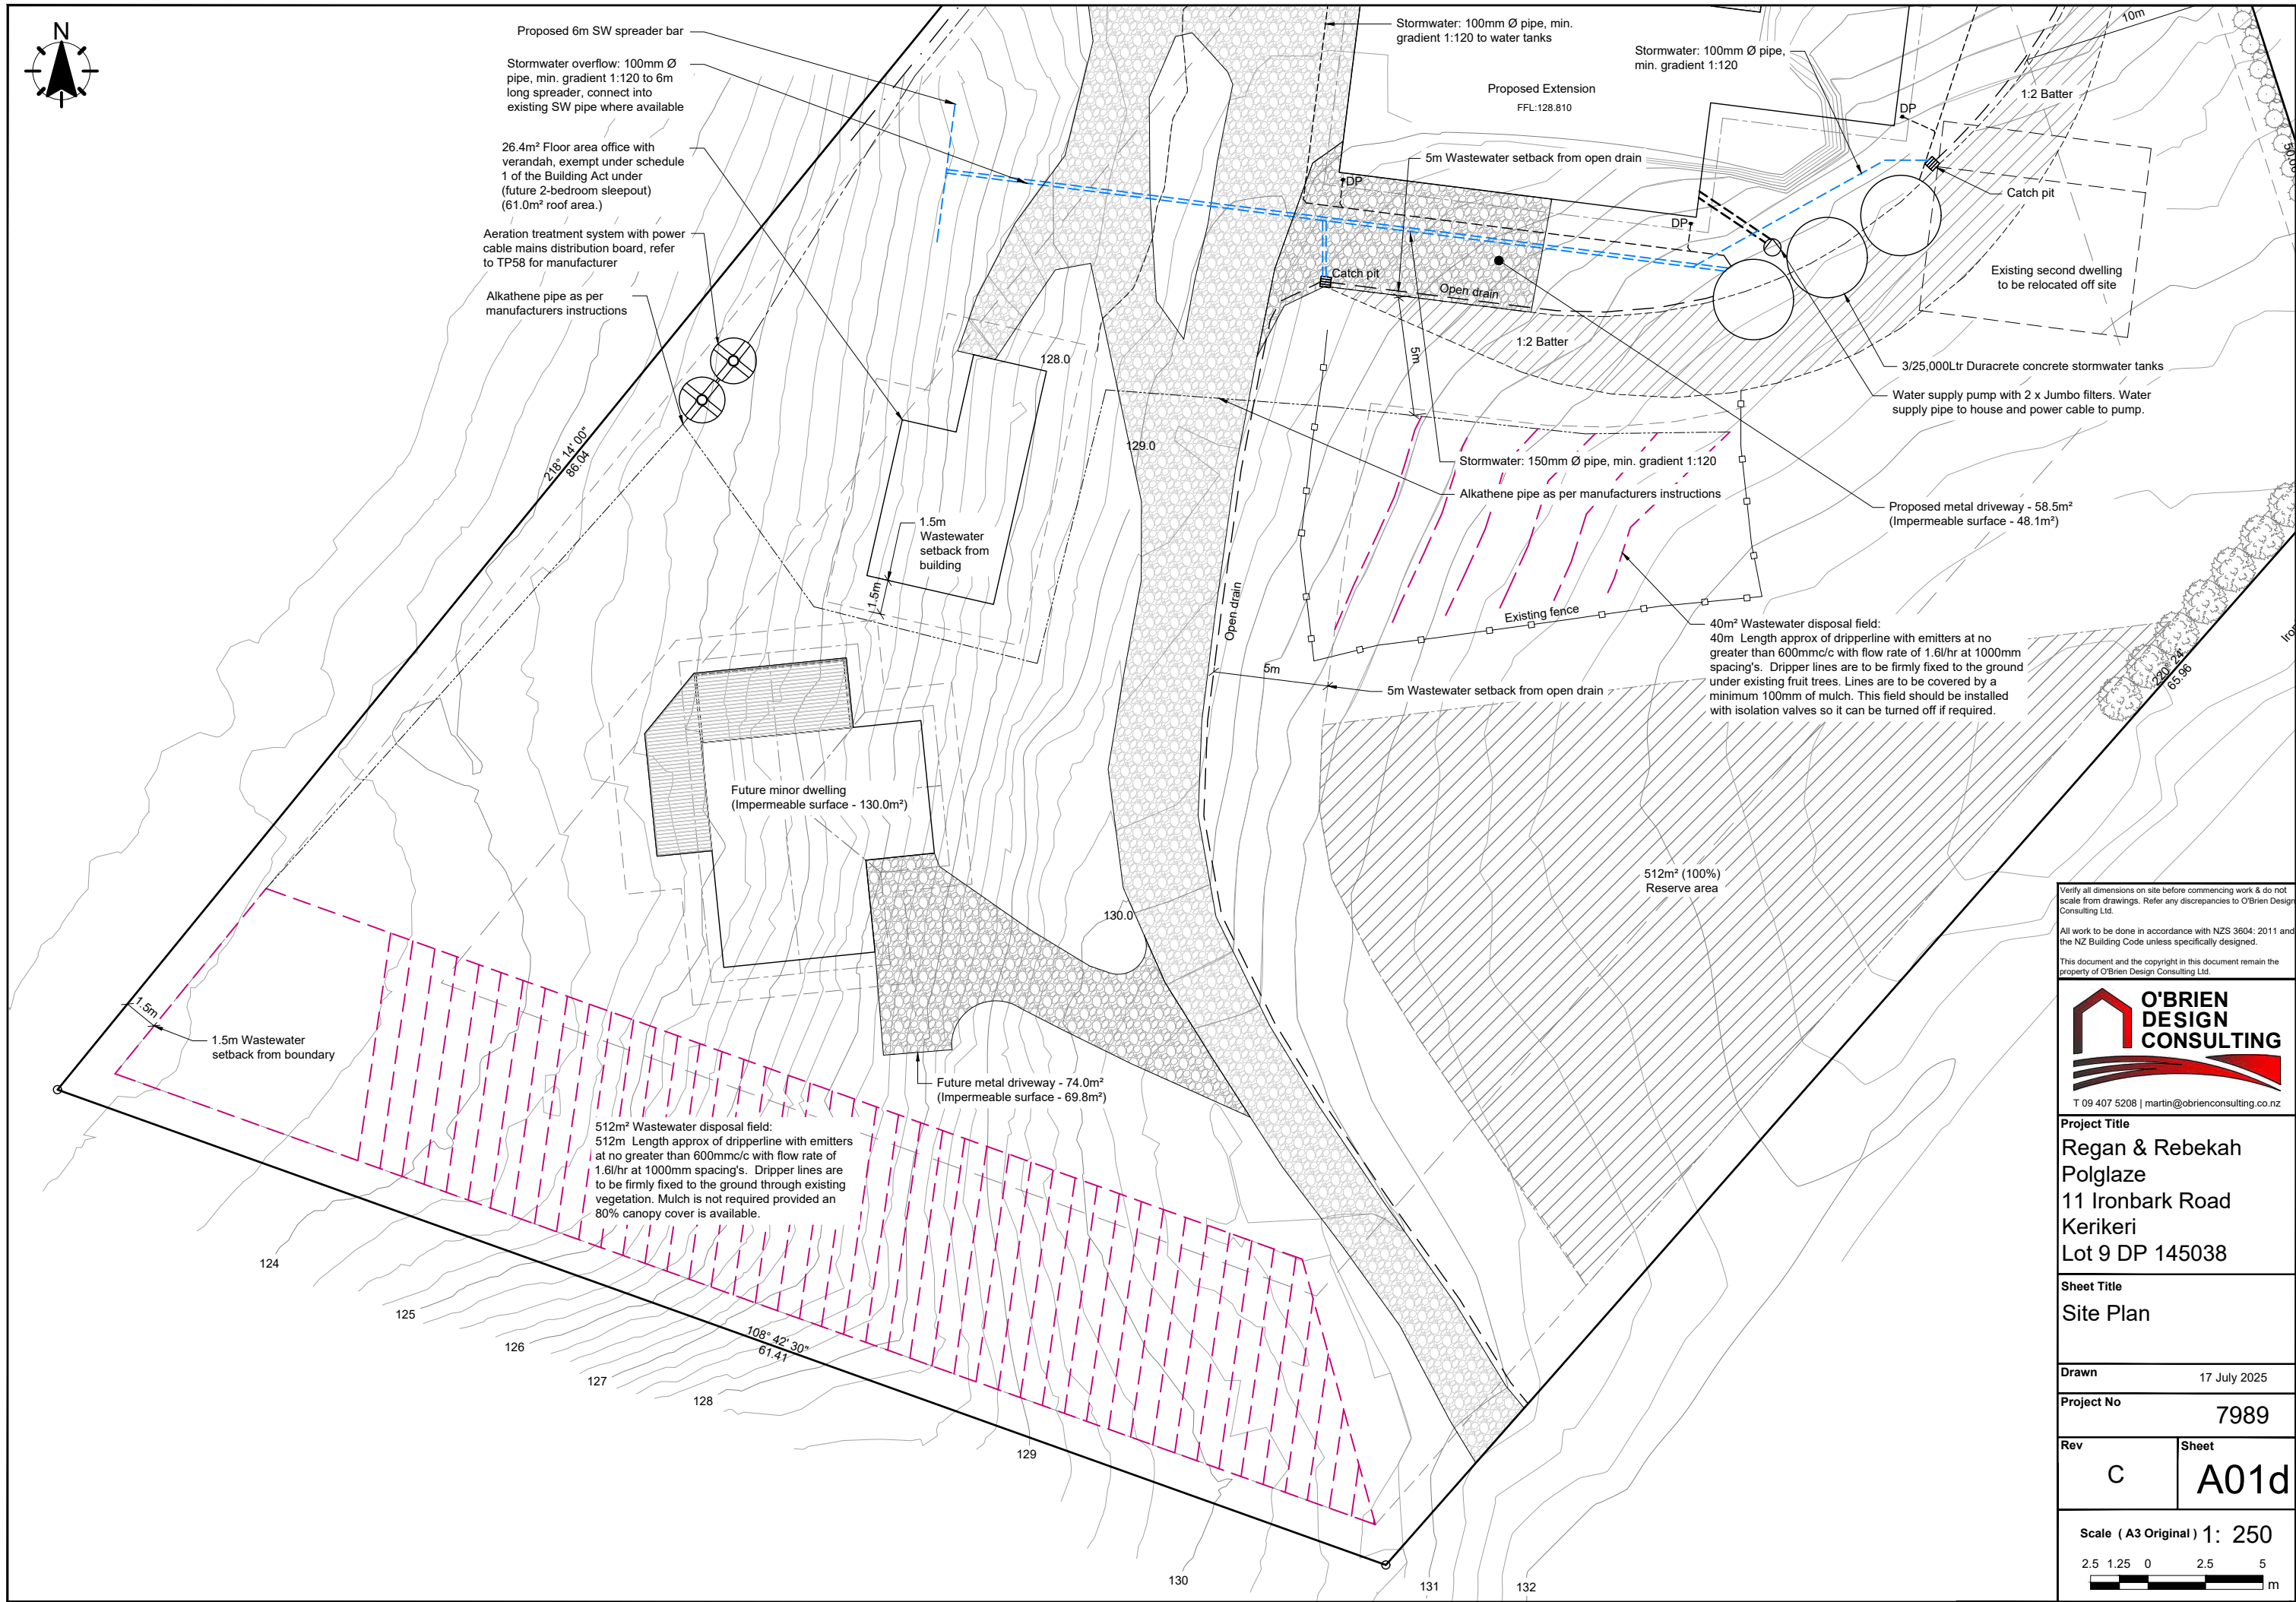 N
Proposed 6m SW spreader bar
Stormwater overflow: 100mm Ø
pipe, min. gradient 1:120 to 6m
long spreader, connect into
existing SW pipe where available
26.4m² Floor area office with
verandah, exempt under schedule
1 of the Building Act under
(future 2-bedroom sleepout)
(61.0m² roof area.)
Aeration treatment system with power
cable mains distribution board, refer
to TP58 for manufacturer
Alkathene pipe as per
manufacturers instructions
Stormwater: 100mm Ø pipe, min.
gradient 1:120 to water tanks
Stormwater: 100mm Ø pipe,
min. gradient 1:120
10m
Proposed Extension
FFL:128.810
1:2 Batter
DP
5m Wastewater setback from open drain
DP
DP
Catch pit
Catch pit
Open drain
Existing second dwelling
to be relocated off site
1:2 Batter
5m
3/25,000Ltr Duracrete concrete stormwater tanks
Water supply pump with 2 x Jumbo filters. Water
supply pipe to house and power cable to pump.
128.0
129.0
218° 14' 00"
86.04
Stormwater: 150mm Ø pipe, min. gradient 1:120
Alkathene pipe as per manufacturers instructions
Proposed metal driveway - 58.5m²
(Impermeable surface - 48.1m²)
1.5m
Wastewater
setback from
building
1.5m
Open drain
Existing fence
40m² Wastewater disposal field:
40m  Length approx of dripperline with emitters at no
greater than 600mmc/c with flow rate of 1.6l/hr at 1000mm
spacing's.  Dripper lines are to be firmly fixed to the ground
under existing fruit trees. Lines are to be covered by a
minimum 100mm of mulch. This field should be installed
with isolation valves so it can be turned off if required.
220° 24'
65.96
5m
5m Wastewater setback from open drain
Future minor dwelling
(Impermeable surface - 130.0m²)
512m² (100%)
Reserve area
130.0
1.5m
1.5m Wastewater
setback from boundary
Future metal driveway - 74.0m²
(Impermeable surface - 69.8m²)
512m² Wastewater disposal field:
512m  Length approx of dripperline with emitters
at no greater than 600mmc/c with flow rate of
1.6l/hr at 1000mm spacing's.  Dripper lines are
to be firmly fixed to the ground through existing
vegetation. Mulch is not required provided an
80% canopy cover is available.
108° 42' 30"
61.41
124
125
126
127
128
129
130
131
132
Verify all dimensions on site before commencing work & do not
scale from drawings. Refer any discrepancies to O'Brien Design
Consulting Ltd.
All work to be done in accordance with NZS 3604: 2011 and
the NZ Building Code unless specifically designed.
This document and the copyright in this document remain the
property of O'Brien Design Consulting Ltd.
O'BRIEN
DESIGN
CONSULTING
T 09 407 5208 | martin@obrienconsulting.co.nz
Project Title
Regan & Rebekah
Polglaze
11 Ironbark Road
Kerikeri
Lot 9 DP 145038
Sheet Title
Site Plan
Drawn
17 July 2025
Project No
7989
Rev
C
Sheet
A01d
Scale ( A3 Original ) 1: 250
2.5 1.25 0 2.5 5
m